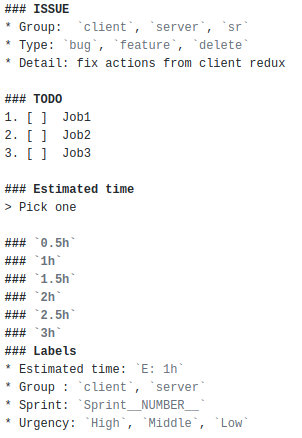 ### ISSUE
* Group:  `client`, `server`, `sr`
* Type: `bug`, `feature`, `delete`
* Detail: fix actions from client redux

### TODO
1. [ ]  Job1
2. [ ]  Job2
3. [ ]  Job3

### Estimated time
> Pick one

### `0.5h`
### `1h`
### `1.5h`
### `2h`
### `2.5h`
### `3h`
### Labels
* Estimated time: `E: 1h`
* Group : `client`, `server`
* Sprint: `Sprint__NUMBER__`
* Urgency: `High`, `Middle`, `Low`